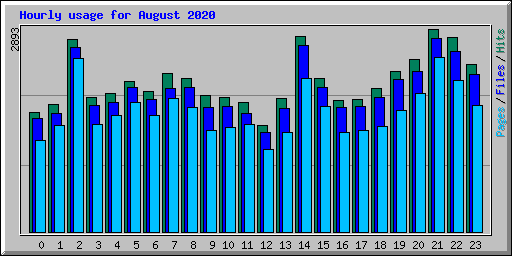 Hourly usage for August 2020
2893
Pages/Files/Hits
0 1 2 3 4 5 6 7 8 9 10 11 12 13 14 15 16 17 18 19 20 21 22 23